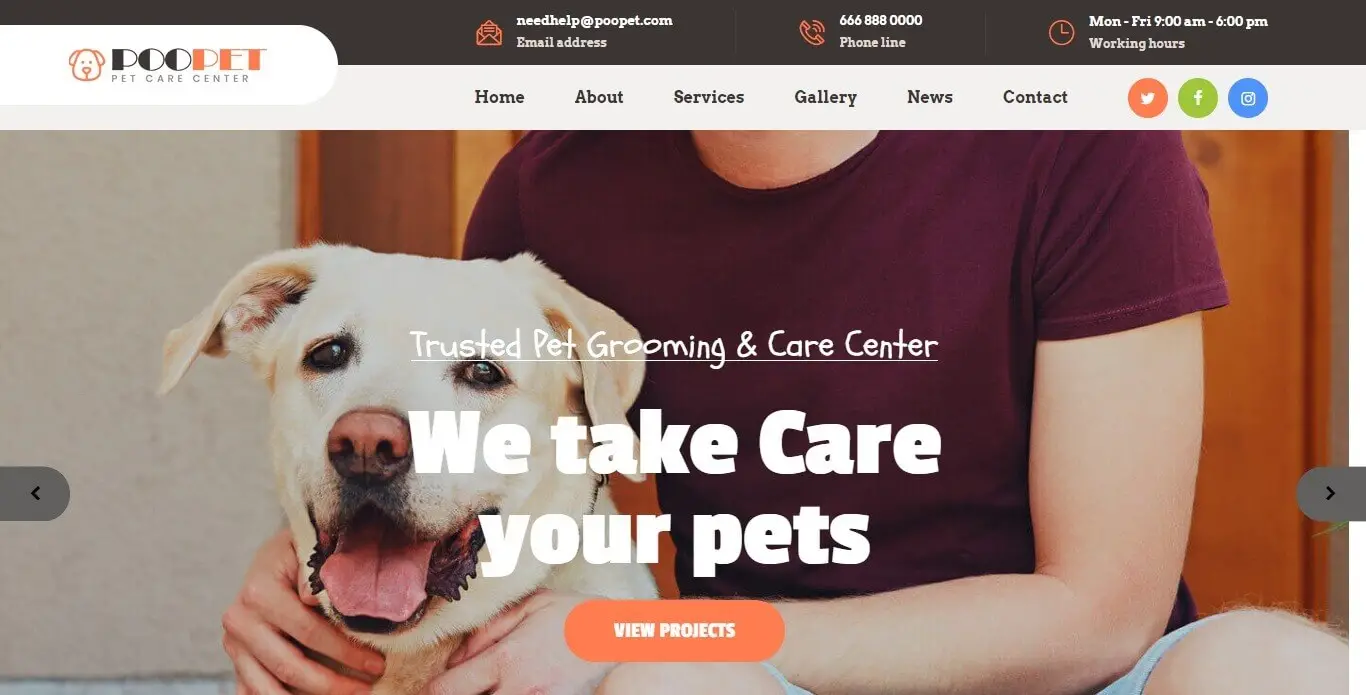 POOPET
PET CARE CENTER
needhelp@poopet.com
Email address
666 888 0000
Phone line
Mon - Fri 9:00 am - 6:00 pm
Working hours
Home
About
Services
Gallery
News
Contact
Trusted Pet Grooming & Care Center
We take Care
your pets
VIEW PROJECTS